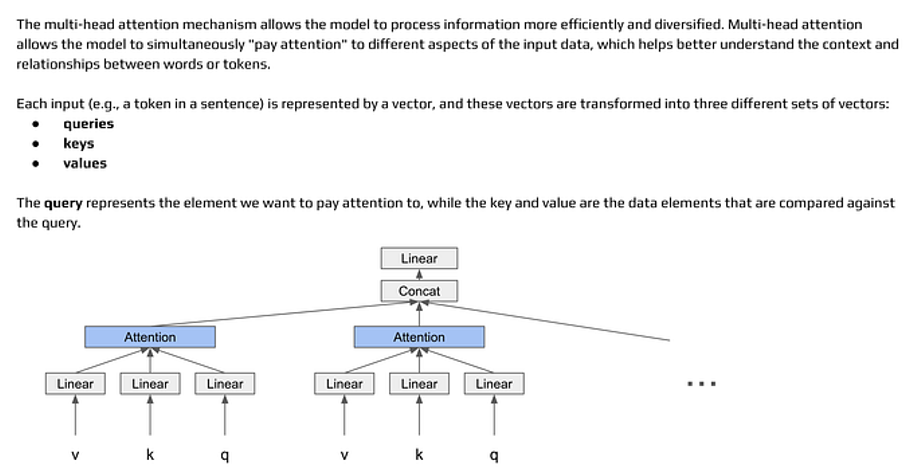 The multi-head attention mechanism allows the model to process information more efficiently and diversified. Multi-head attention
allows the model to simultaneously "pay attention" to different aspects of the input data, which helps better understand the context and
relationships between words or tokens.
Each input (e.g., a token in a sentence) is represented by a vector, and these vectors are transformed into three different sets of vectors:
● queries
● keys
● values
The query represents the element we want to pay attention to, while the key and value are the data elements that are compared against
the query.
Linear
Concat
Attention Attention
Linear Linear Linear Linear Linear Linear ...
v k q v k q